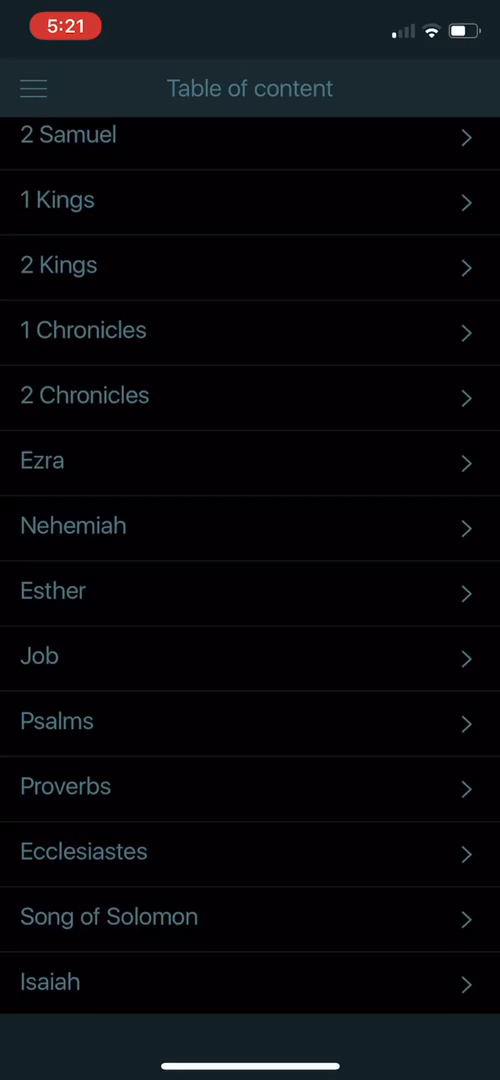 5:21
Table of content
2 Samuel
1 Kings
2 Kings
1 Chronicles
2 Chronicles
Ezra
Nehemiah
Esther
Job
Psalms
Proverbs
Ecclesiastes
Song of Solomon
Isaiah